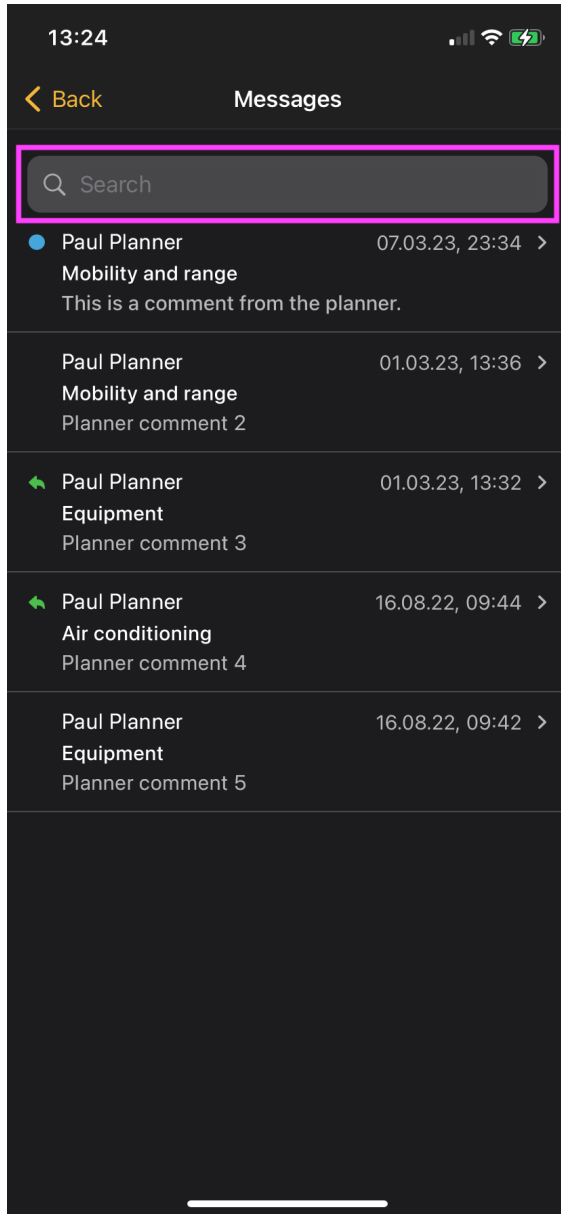 13:24
Back
Messages
Search
Paul Planner 07.03.23, 23:34
Mobility and range
This is a comment from the planner.
Paul Planner 01.03.23, 13:36
Mobility and range
Planner comment 2
Paul Planner 01.03.23, 13:32
Equipment
Planner comment 3
Paul Planner 16.08.22, 09:44
Air conditioning
Planner comment 4
Paul Planner 16.08.22, 09:42
Equipment
Planner comment 5